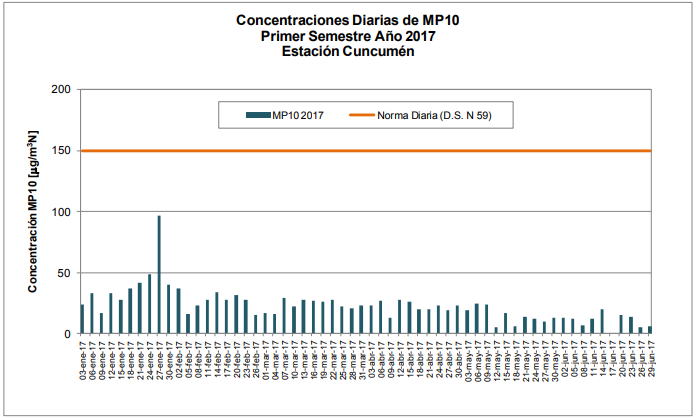 Concentraciones Diarias de MP10
Primer Semestre Año 2017
Estación Cuncumén
MP10 2017
Norma Diaria (D.S. N 59)
Concentración MP10 [µg/m³N]
200
150
100
50
0
03-ene-17
06-ene-17
09-ene-17
12-ene-17
15-ene-17
18-ene-17
21-ene-17
24-ene-17
27-ene-17
30-ene-17
02-feb-17
05-feb-17
08-feb-17
11-feb-17
14-feb-17
17-feb-17
20-feb-17
23-feb-17
26-feb-17
01-mar-17
04-mar-17
07-mar-17
10-mar-17
13-mar-17
16-mar-17
19-mar-17
22-mar-17
25-mar-17
28-mar-17
31-mar-17
03-abr-17
06-abr-17
09-abr-17
12-abr-17
15-abr-17
18-abr-17
21-abr-17
24-abr-17
27-abr-17
30-abr-17
03-may-17
06-may-17
09-may-17
12-may-17
15-may-17
18-may-17
21-may-17
24-may-17
27-may-17
30-may-17
02-jun-17
05-jun-17
08-jun-17
11-jun-17
14-jun-17
17-jun-17
20-jun-17
23-jun-17
26-jun-17
29-jun-17